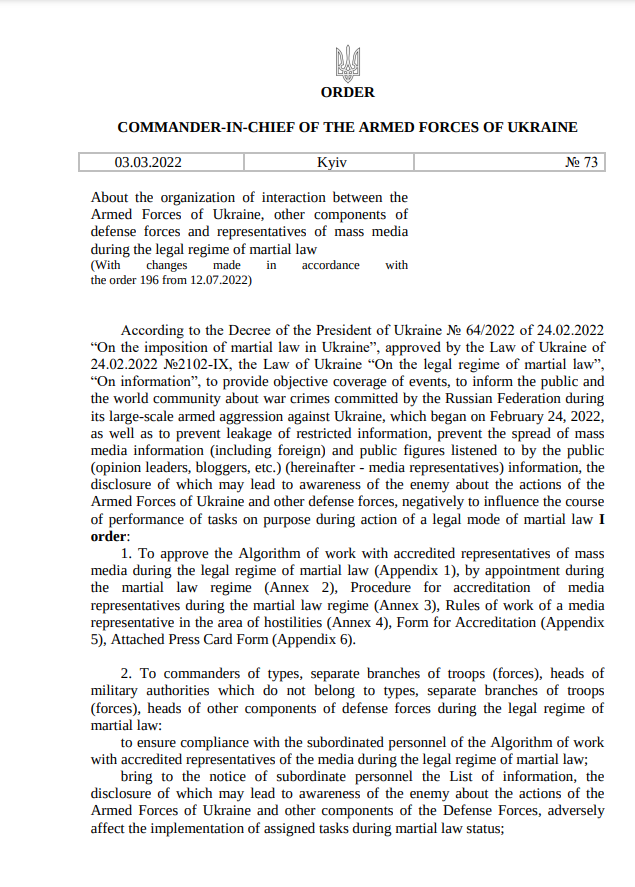 ORDER
COMMANDER-IN-CHIEF OF THE ARMED FORCES OF UKRAINE
03.03.2022 Kyiv № 73
About the organization of interaction between the
Armed Forces of Ukraine, other components of
defense forces and representatives of mass media
during the legal regime of martial law
(With changes made in accordance with
the order 196 from 12.07.2022)
According to the Decree of the President of Ukraine № 64/2022 of 24.02.2022
“On the imposition of martial law in Ukraine”, approved by the Law of Ukraine of
24.02.2022 №2102-IX, the Law of Ukraine “On the legal regime of martial law”,
“On information”, to provide objective coverage of events, to inform the public and
the world community about war crimes committed by the Russian Federation during
its large-scale armed aggression against Ukraine, which began on February 24, 2022,
as well as to prevent leakage of restricted information, prevent the spread of mass
media information (including foreign) and public figures listened to by the public
(opinion leaders, bloggers, etc.) (hereinafter - media representatives) information, the
disclosure of which may lead to awareness of the enemy about the actions of the
Armed Forces of Ukraine and other defense forces, negatively to influence the course
of performance of tasks on purpose during action of a legal mode of martial law I
order:
1. To approve the Algorithm of work with accredited representatives of mass
media during the legal regime of martial law (Appendix 1), by appointment during
the martial law regime (Annex 2), Procedure for accreditation of media
representatives during the martial law regime (Annex 3), Rules of work of a media
representative in the area of hostilities (Annex 4), Form for Accreditation (Appendix
5), Attached Press Card Form (Appendix 6).
2. To commanders of types, separate branches of troops (forces), heads of
military authorities which do not belong to types, separate branches of troops
(forces), heads of other components of defense forces during the legal regime of
martial law:
to ensure compliance with the subordinated personnel of the Algorithm of work
with accredited representatives of the media during the legal regime of martial law;
bring to the notice of subordinate personnel the List of information, the
disclosure of which may lead to awareness of the enemy about the actions of the
Armed Forces of Ukraine and other components of the Defense Forces, adversely
affect the implementation of assigned tasks during martial law status;